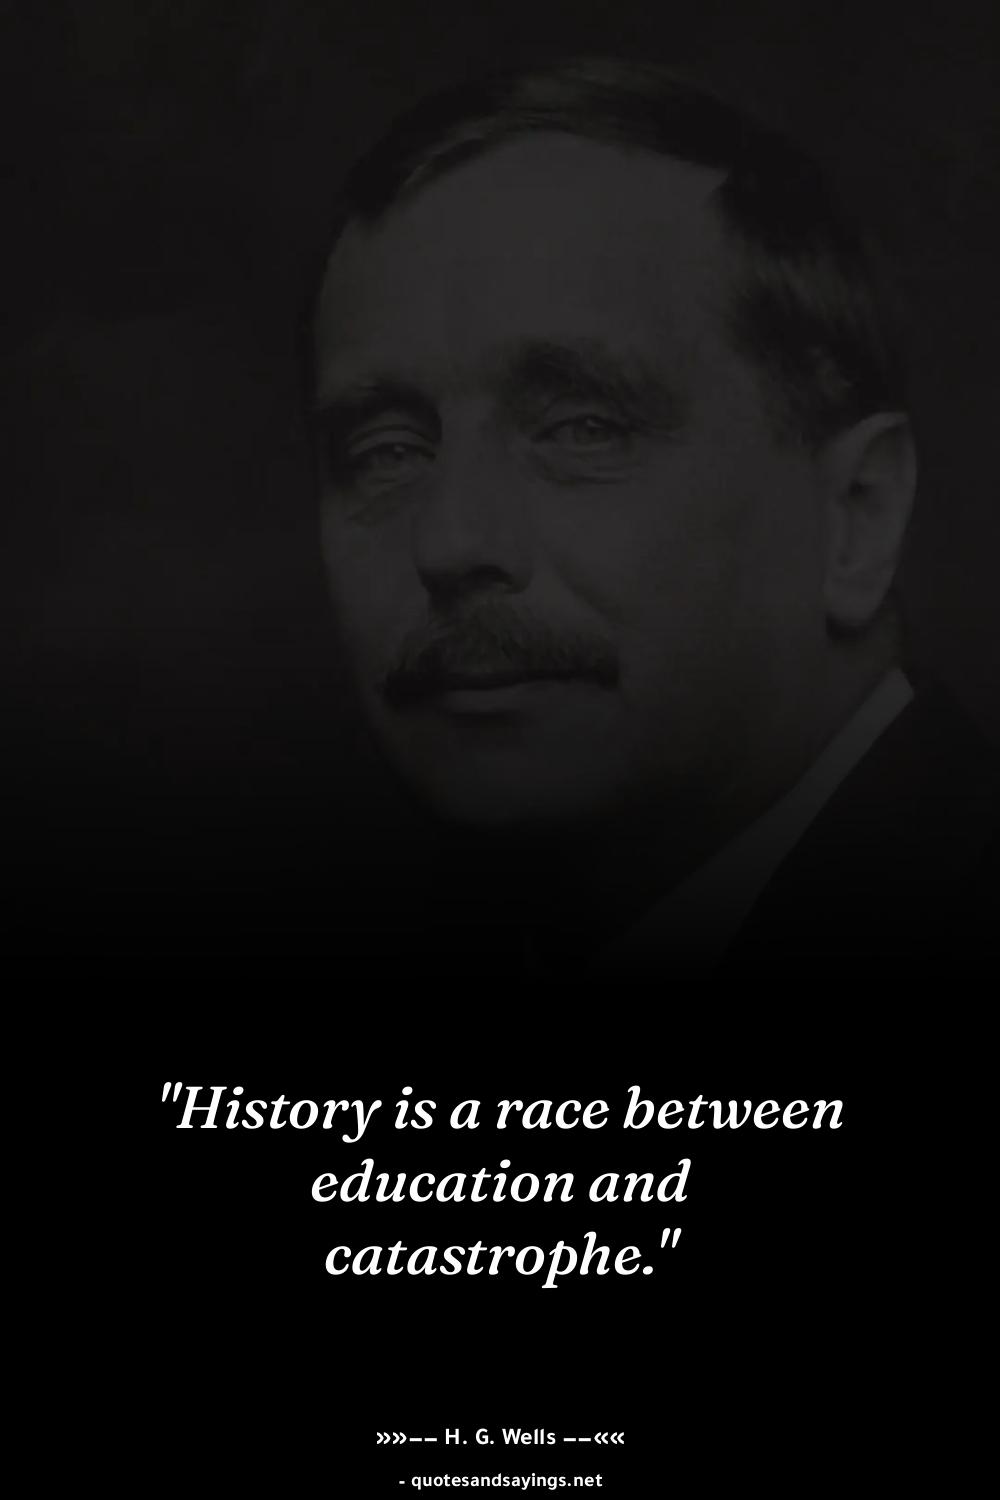 "History is a race between
education and
catastrophe."
»»–– H. G. Wells ––««
- quotesandsayings.net